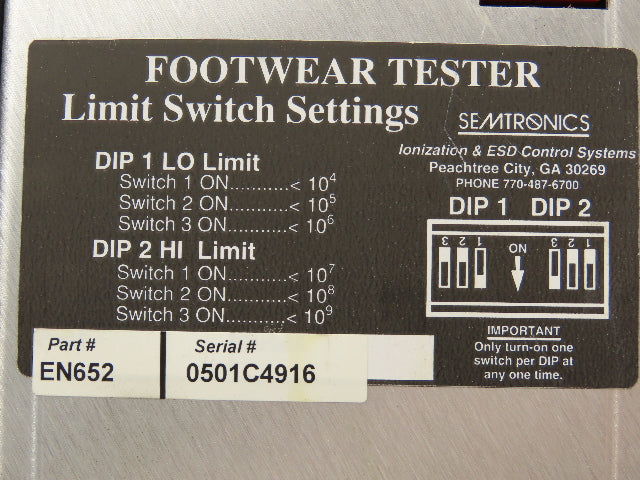 FOOTWEAR TESTER
Limit Switch Settings
SEMTRONICS
Ionization & ESD Control Systems
Peachtree City, GA 30269
PHONE 770-487-6700
DIP 1 LO Limit
Switch 1 ON...........< 10⁴
Switch 2 ON...........< 10⁵
Switch 3 ON...........< 10⁶
DIP 2 HI Limit
Switch 1 ON...........< 10⁷
Switch 2 ON...........< 10⁸
Switch 3 ON...........< 10⁹
DIP 1 DIP 2
3 2 1 ON 3 2 1
IMPORTANT
Only turn-on one
switch per DIP at
any one time.
Part # Serial #
EN652 0501C4916